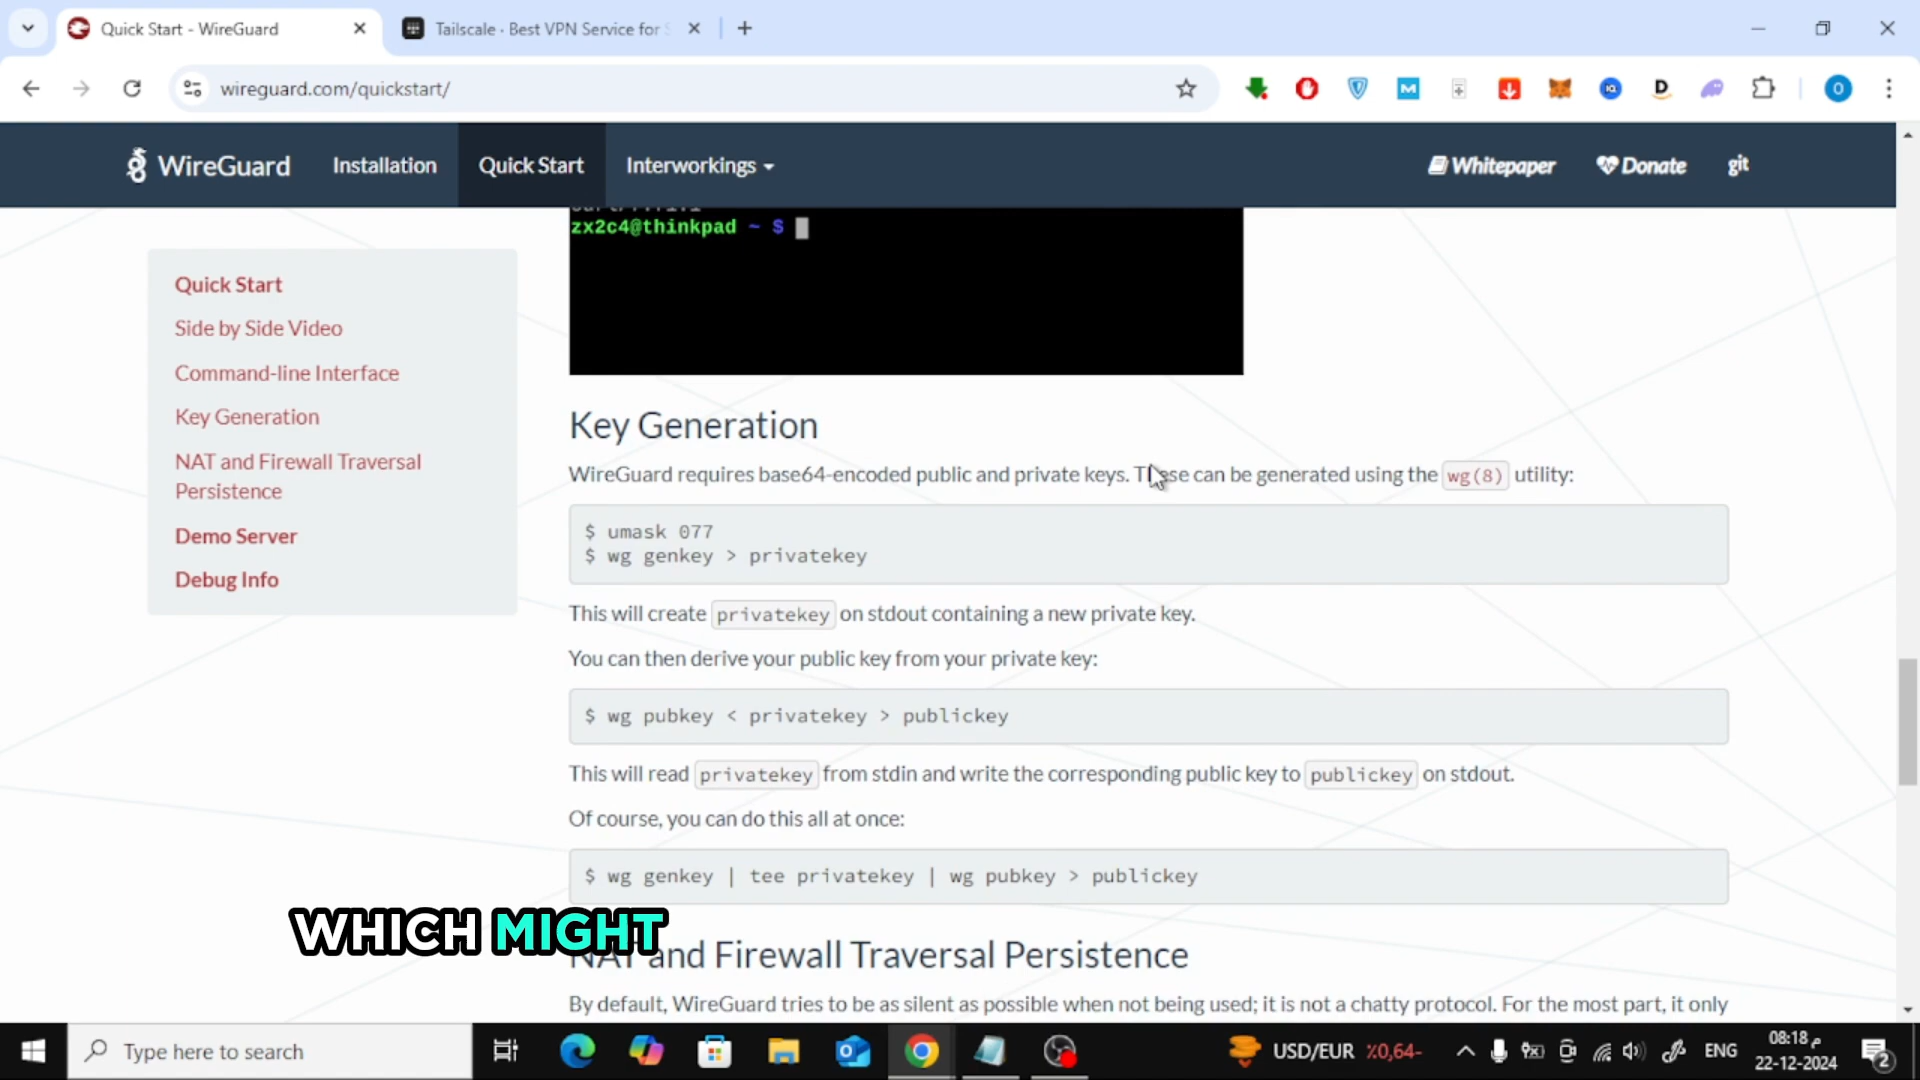 Quick Start - WireGuard
Tailscale · Best VPN Service for S
wireguard.com/quickstart/
WireGuard
Installation
Quick Start
Interworkings
Whitepaper
Donate
git
zx2c4@thinkpad ~ $
Quick Start
Side by Side Video
Command-line Interface
Key Generation
NAT and Firewall Traversal
Persistence
Demo Server
Debug Info
Key Generation
WireGuard requires base64-encoded public and private keys. These can be generated using the wg(8) utility:
$ umask 077
$ wg genkey > privatekey
This will create privatekey on stdout containing a new private key.
You can then derive your public key from your private key:
$ wg pubkey < privatekey > publickey
This will read privatekey from stdin and write the corresponding public key to publickey on stdout.
Of course, you can do this all at once:
$ wg genkey | tee privatekey | wg pubkey > publickey
WHICH MIGHT
NAT and Firewall Traversal Persistence
By default, WireGuard tries to be as silent as possible when not being used; it is not a chatty protocol. For the most part, it only
Type here to search
USD/EUR ٪0,64-
ENG
08:18 م
22-12-2024
2